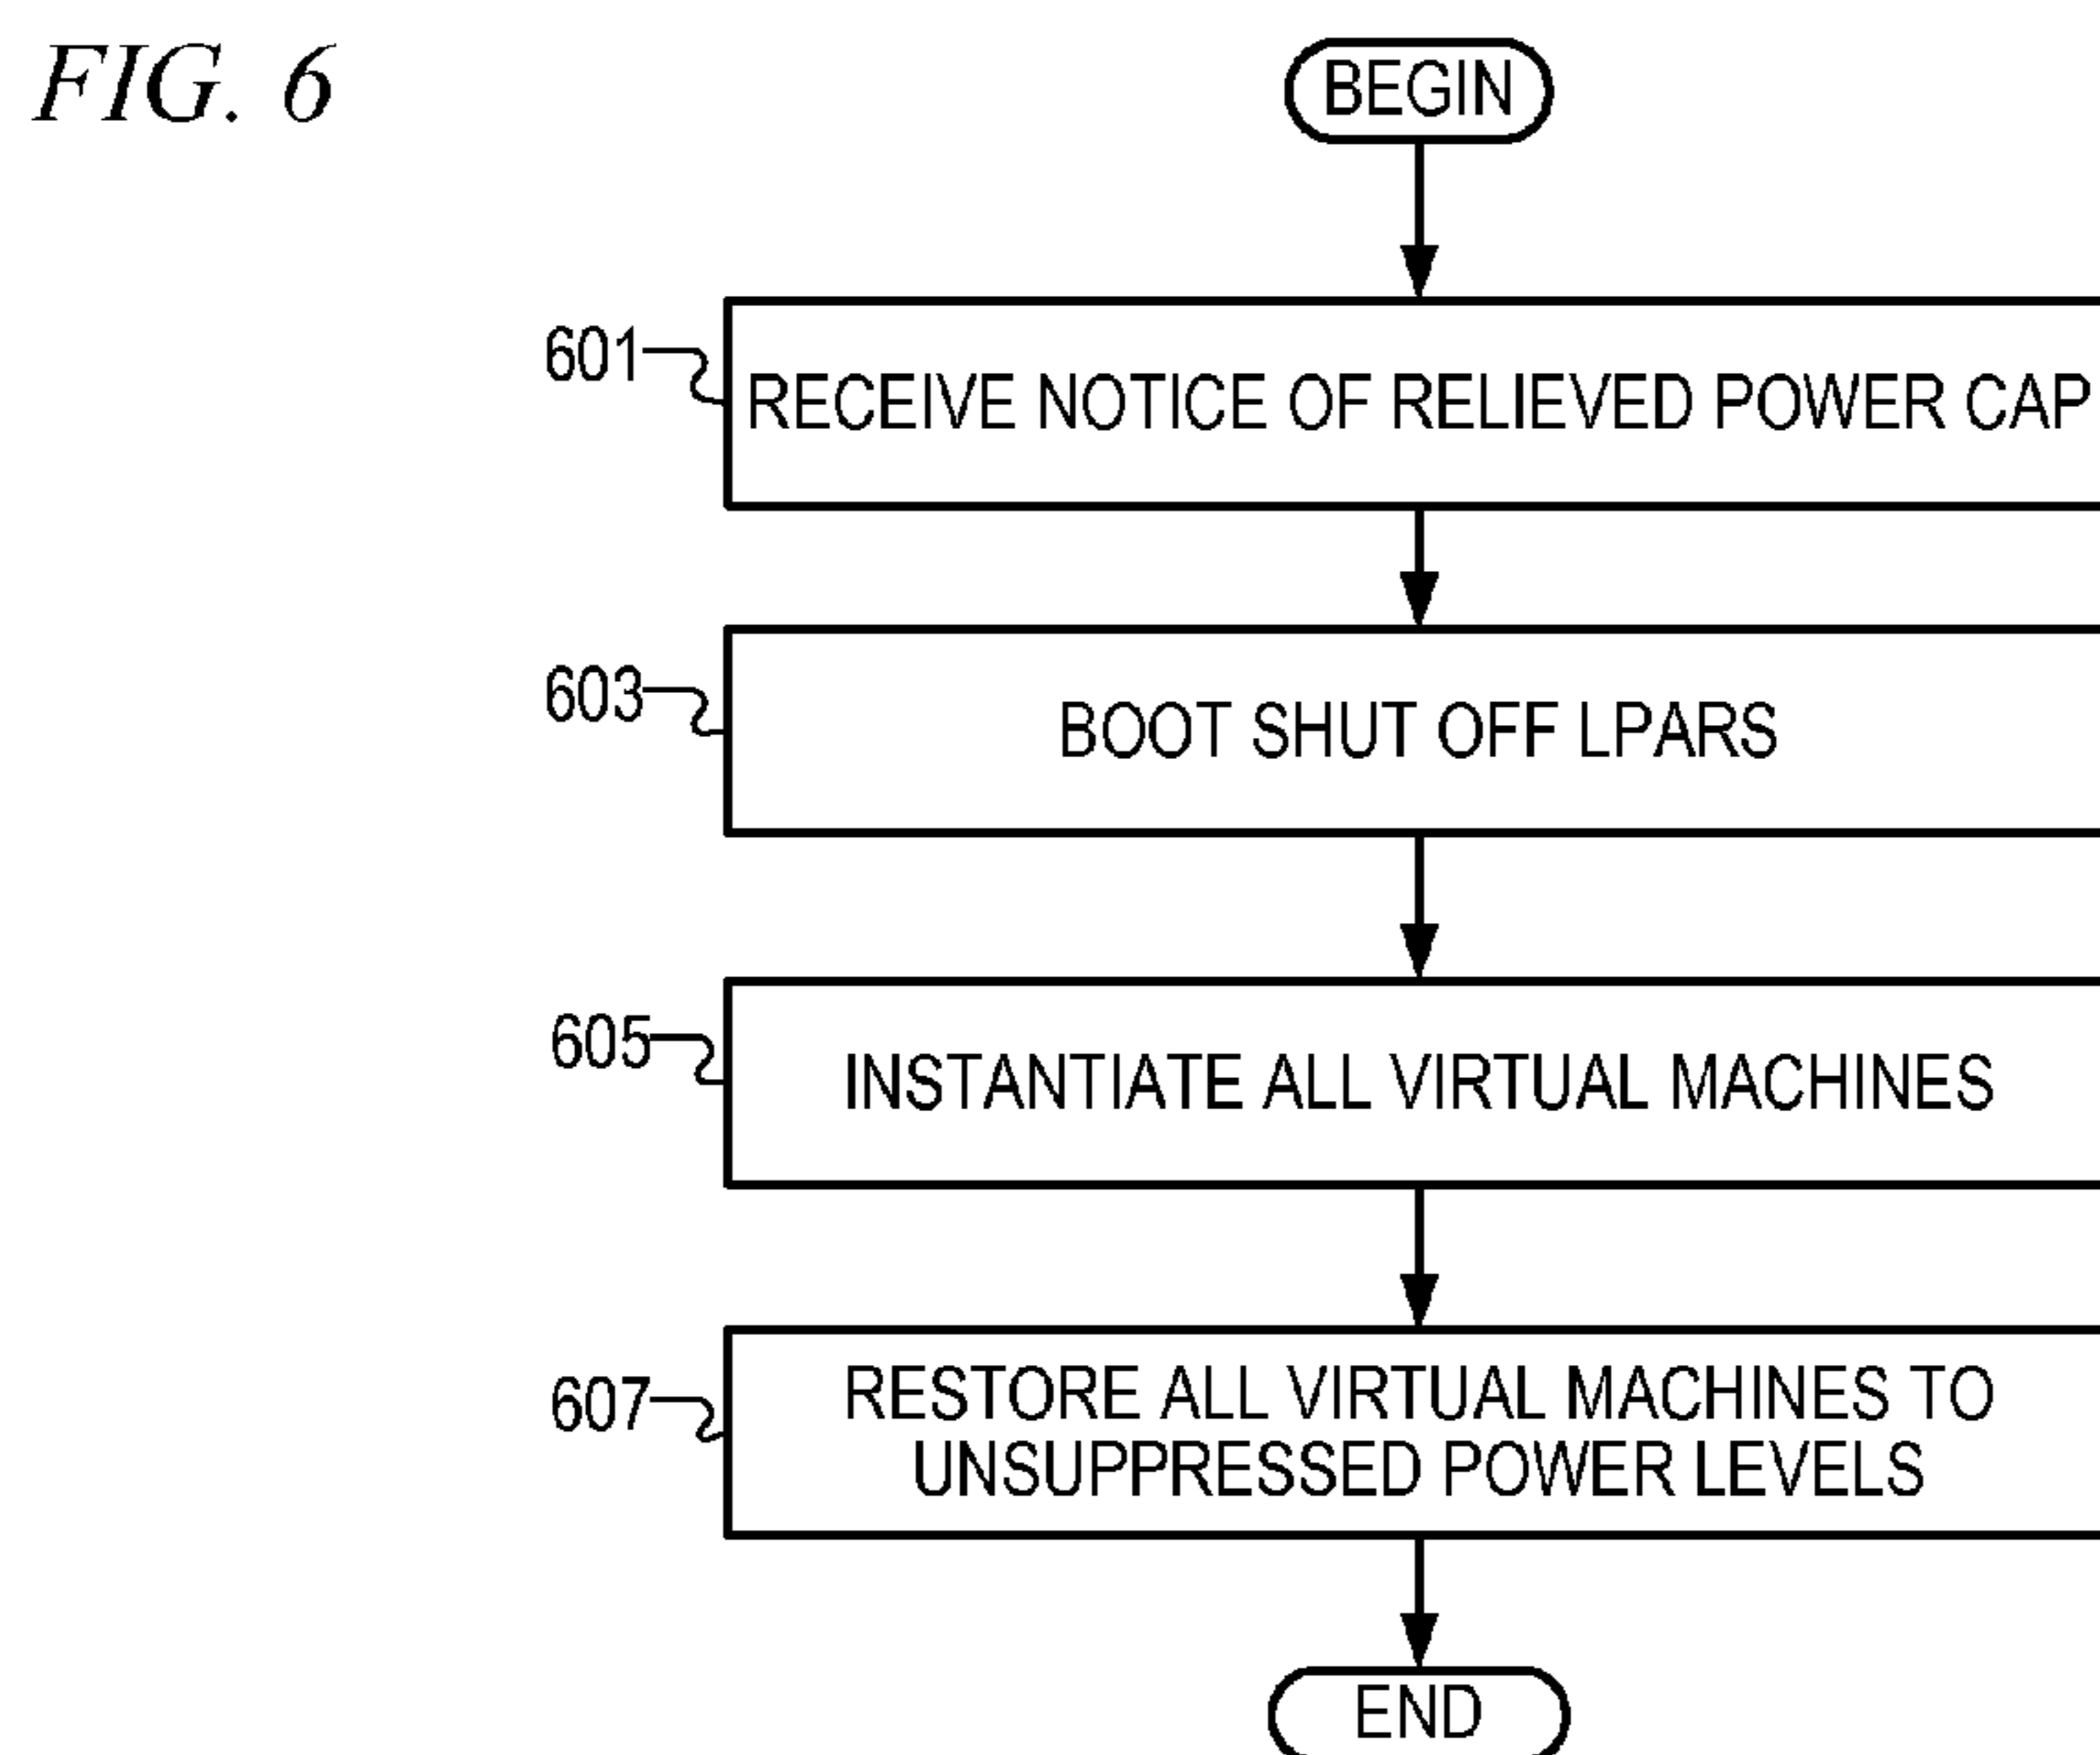 FIG. 6
BEGIN
601
RECEIVE NOTICE OF RELIEVED POWER CAP
603
BOOT SHUT OFF LPARS
605
INSTANTIATE ALL VIRTUAL MACHINES
607
RESTORE ALL VIRTUAL MACHINES TO
UNSUPPRESSED POWER LEVELS
END